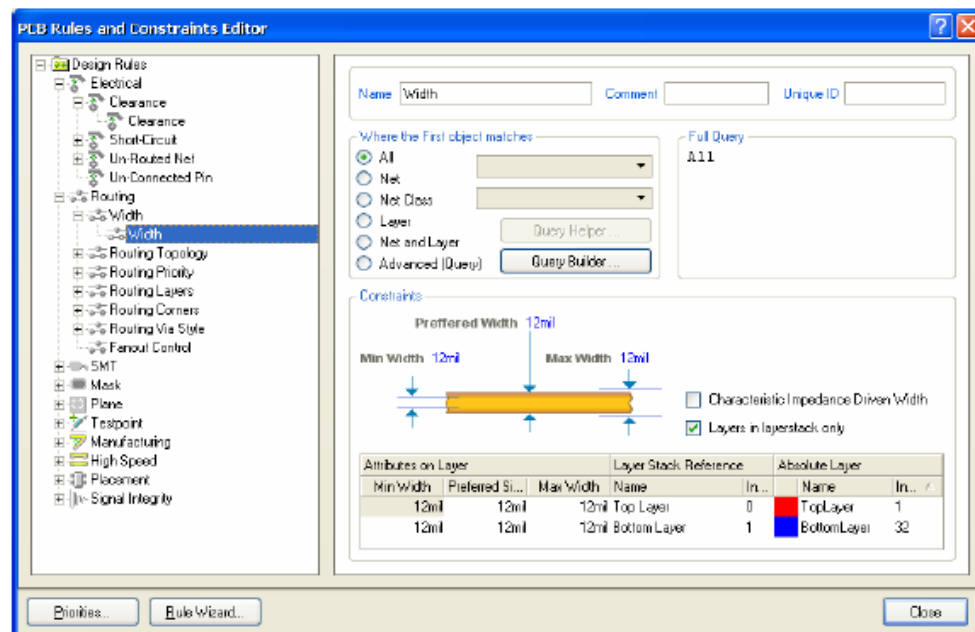 PCB Rules and Constraints Editor
Design Rules
Electrical
Clearance
Clearance
Short-Circuit
Un-Routed Net
Un-Connected Pin
Routing
Width
Width
Routing Topology
Routing Priority
Routing Layers
Routing Corners
Routing Via Style
Fanout Control
SMT
Mask
Plane
Testpoint
Manufacturing
High Speed
Placement
Signal Integrity
Name Width Comment Unique ID
Where the First object matches
All
Net
Net Class
Layer
Net and Layer
Advanced (Query)
Query Helper ...
Query Builder ...
Full Query
All
Constraints
Preffered Width 12mil
Min Width 12mil Max Width 12mil
Characteristic Impedance Driven Width
Layers in layerstack only
Attributes on Layer Layer Stack Reference Absolute Layer
Min Width Preferred Si... Max Width Name In... Name In...
12mil 12mil 12mil Top Layer 0 TopLayer 1
12mil 12mil 12mil Bottom Layer 1 BottomLayer 32
Priorities... Rule Wizard... Close